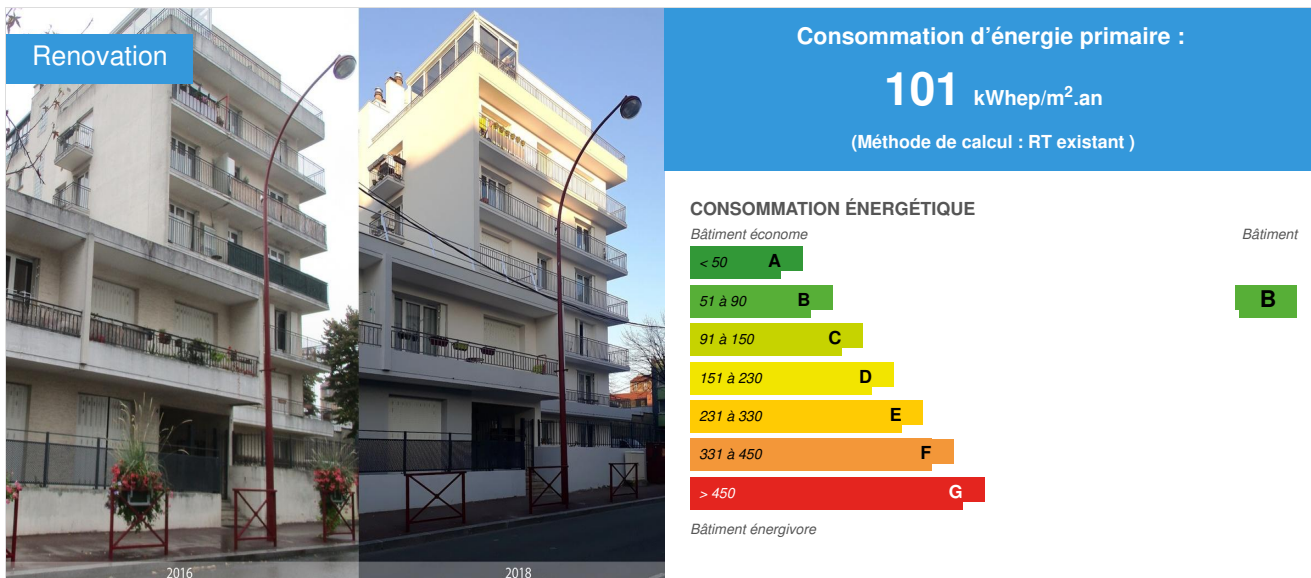 Renovation
2016
2018
Consommation d'énergie primaire :
101 kWhep/m².an
(Méthode de calcul : RT existant )
CONSOMMATION ÉNERGÉTIQUE
Bâtiment économe
Bâtiment
< 50 A
51 à 90 B
B
91 à 150 C
151 à 230 D
231 à 330 E
331 à 450 F
> 450 G
Bâtiment énergivore